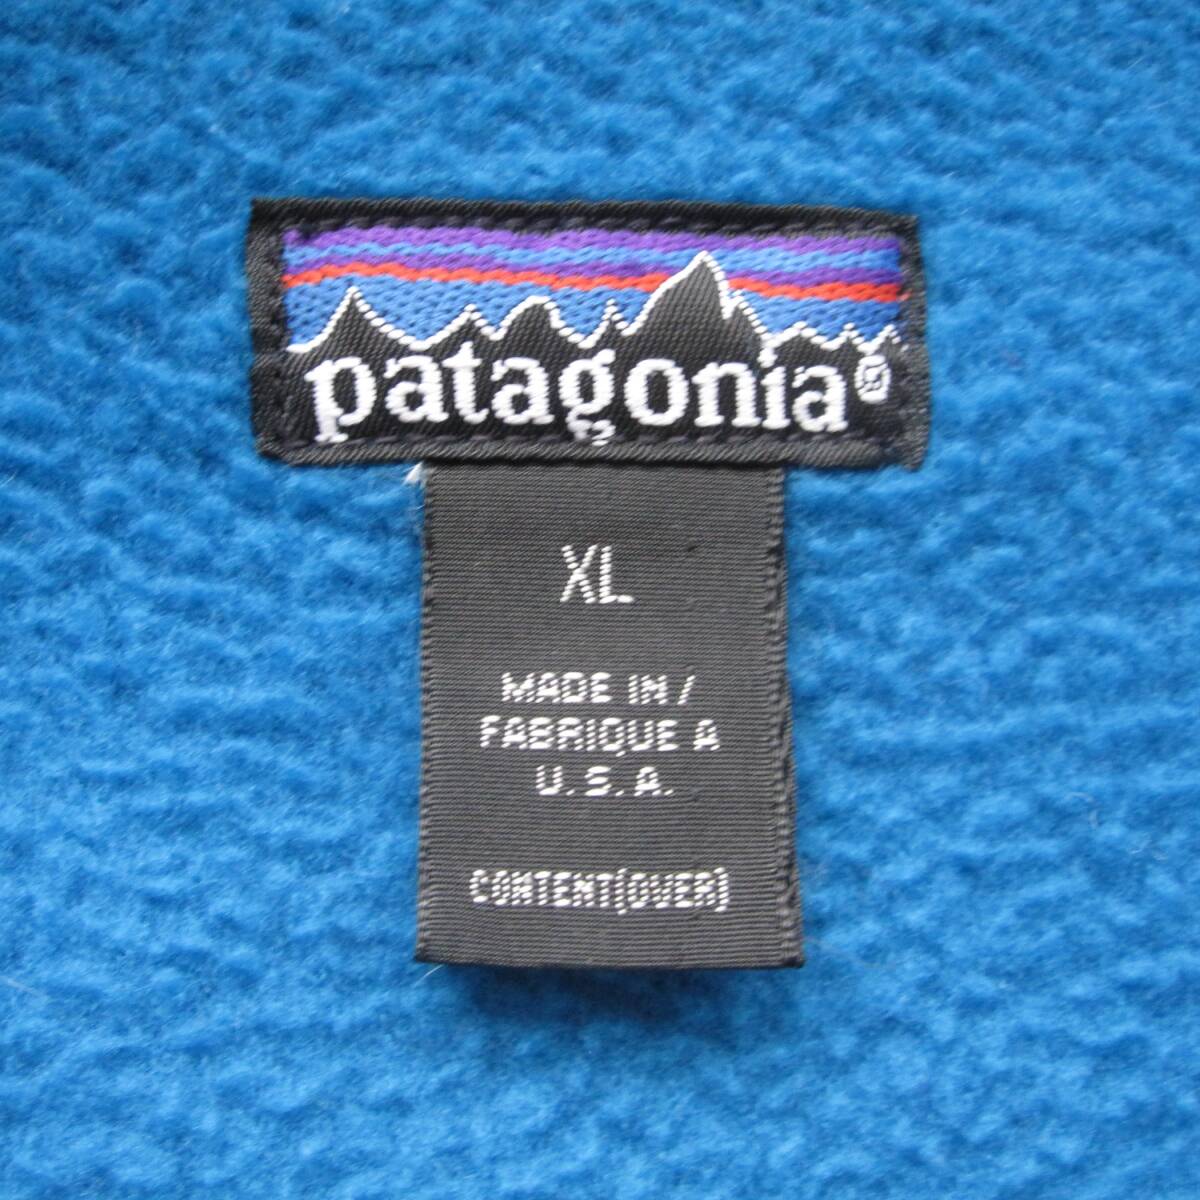 patagonia®
XL
MADE IN /
FABRIQUE A
U.S.A.
CONTENT(OVER)